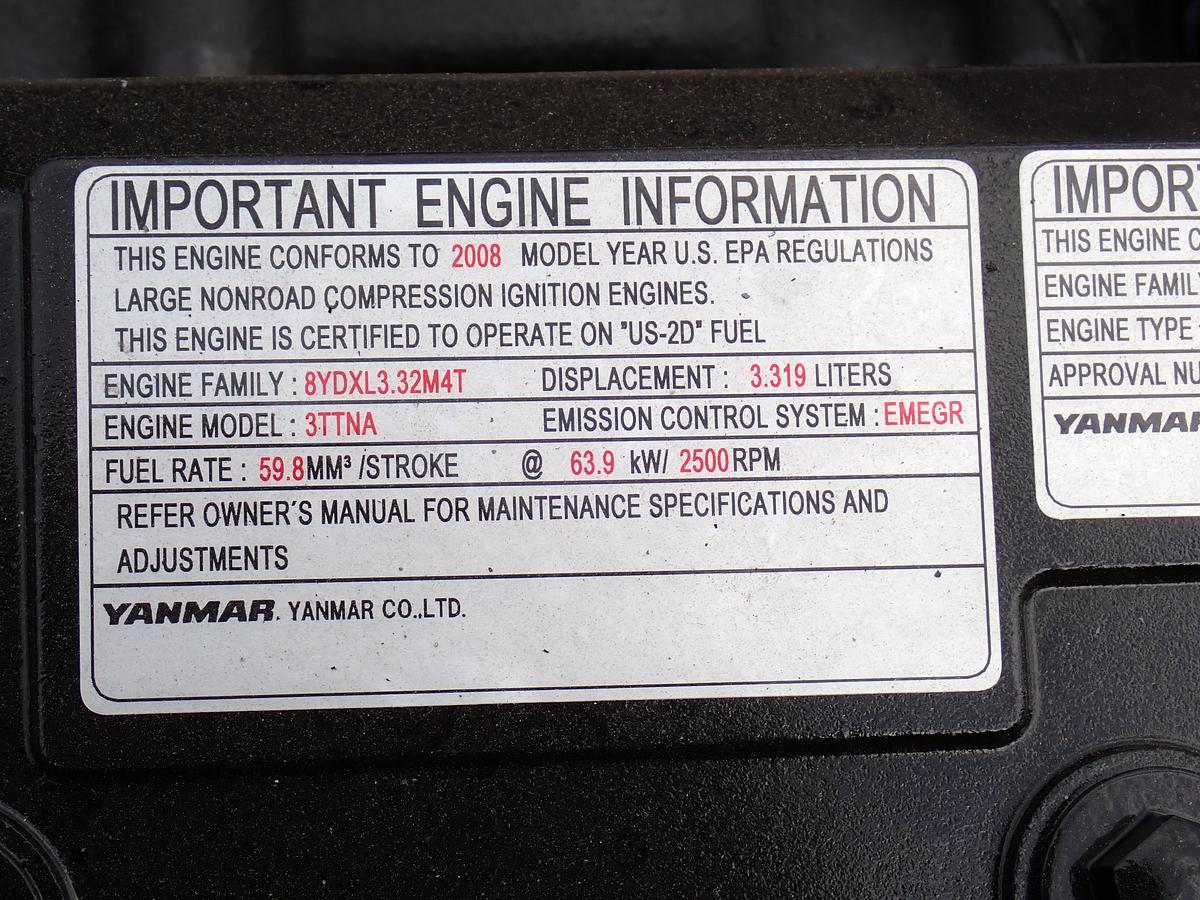 IMPORTANT ENGINE INFORMATION
THIS ENGINE CONFORMS TO 2008 MODEL YEAR U.S. EPA REGULATIONS
LARGE NONROAD COMPRESSION IGNITION ENGINES.
THIS ENGINE IS CERTIFIED TO OPERATE ON "US-2D" FUEL
ENGINE FAMILY : 8YDXL3.32M4T DISPLACEMENT : 3.319 LITERS
ENGINE MODEL : 3TTNA EMISSION CONTROL SYSTEM : EMEGR
FUEL RATE : 59.8MM³ /STROKE @ 63.9 kW/ 2500RPM
REFER OWNER'S MANUAL FOR MAINTENANCE SPECIFICATIONS AND
ADJUSTMENTS
YANMAR. YANMAR CO.,LTD.
IMPORT
THIS ENGINE C
ENGINE FAMILY
ENGINE TYPE
APPROVAL NU
YANMAR